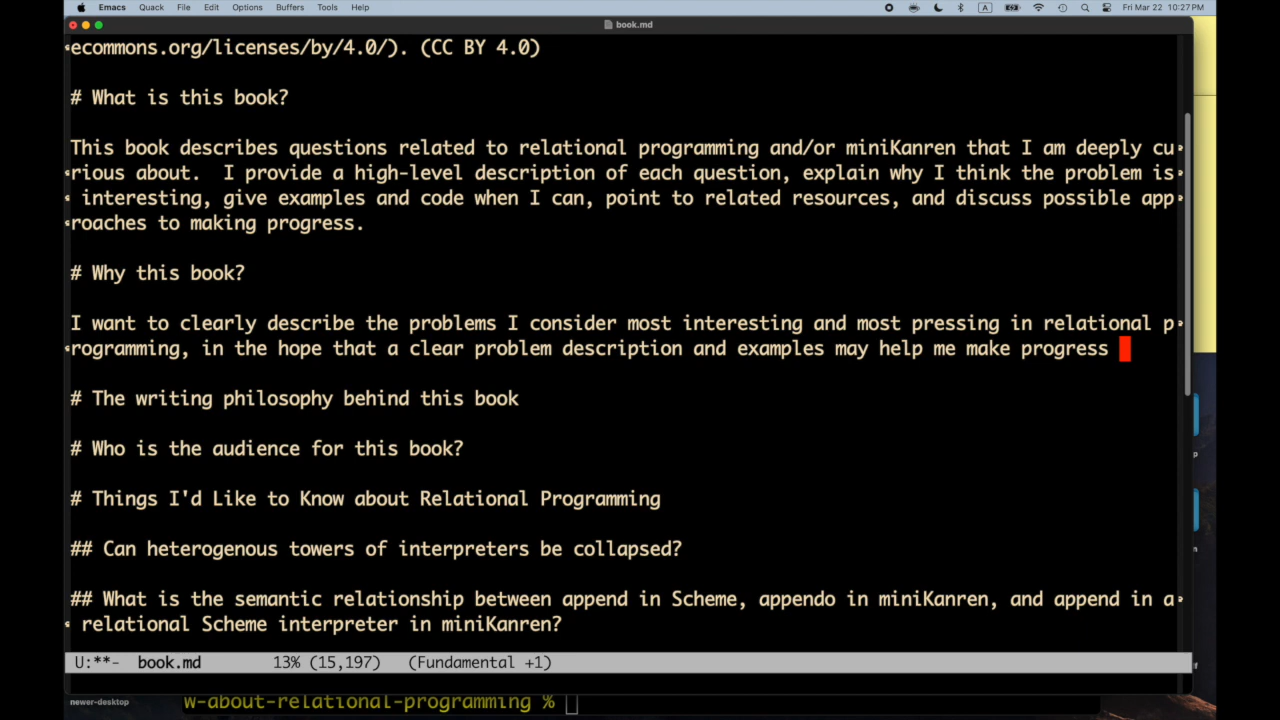 Emacs Quack File Edit Options Buffers Tools Help A Fri Mar 22 10:27 PM
book.md
ecommons.org/licenses/by/4.0/). (CC BY 4.0)
# What is this book?
This book describes questions related to relational programming and/or miniKanren that I am deeply cu
rious about.  I provide a high-level description of each question, explain why I think the problem is
interesting, give examples and code when I can, point to related resources, and discuss possible app
roaches to making progress.
# Why this book?
I want to clearly describe the problems I consider most interesting and most pressing in relational p
rogramming, in the hope that a clear problem description and examples may help me make progress
# The writing philosophy behind this book
# Who is the audience for this book?
# Things I'd Like to Know about Relational Programming
## Can heterogenous towers of interpreters be collapsed?
## What is the semantic relationship between append in Scheme, appendo in miniKanren, and append in a
relational Scheme interpreter in miniKanren?
U:**-  book.md  13% (15,197)  (Fundamental +1)
newer-desktop
w-about-relational-programming %